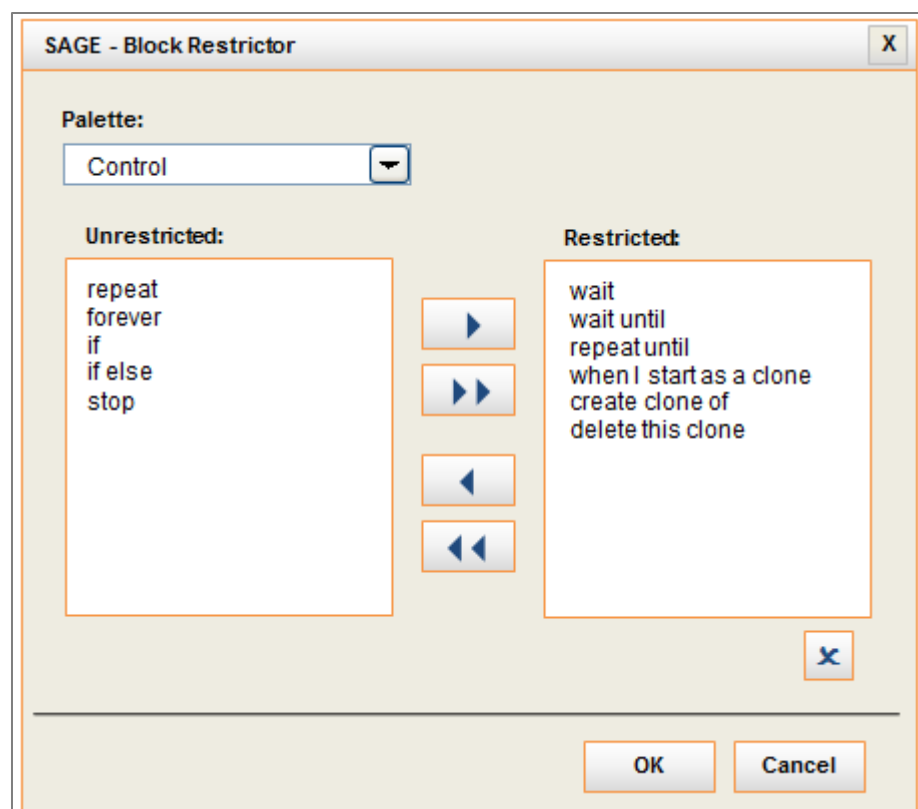 SAGE - Block Restrictor
X
Palette:
Control
Unrestricted:
repeat
forever
if
if else
stop
Restricted:
wait
wait until
repeat until
when I start as a clone
create clone of
delete this clone
x
OK
Cancel